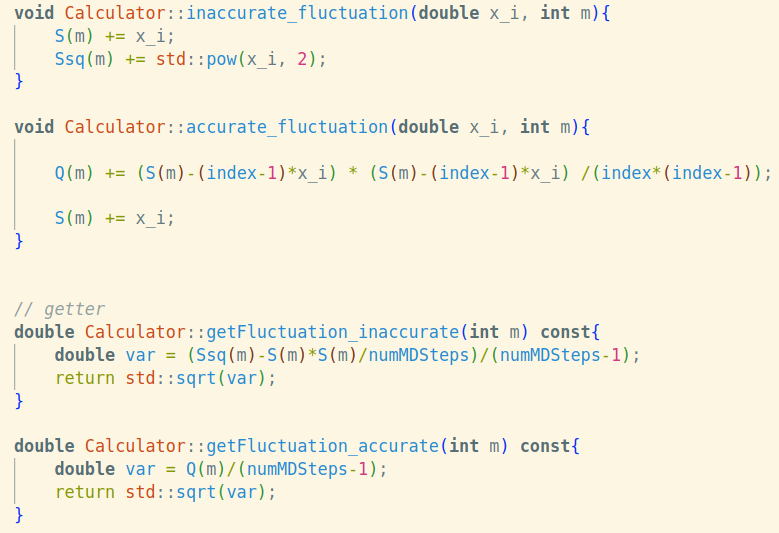 void Calculator::inaccurate_fluctuation(double x_i, int m){
    S(m) += x_i;
    Ssq(m) += std::pow(x_i, 2);
}

void Calculator::accurate_fluctuation(double x_i, int m){

    Q(m) += (S(m)-(index-1)*x_i) * (S(m)-(index-1)*x_i) /(index*(index-1));

    S(m) += x_i;
}


// getter
double Calculator::getFluctuation_inaccurate(int m) const{
    double var = (Ssq(m)-S(m)*S(m)/numMDSteps)/(numMDSteps-1);
    return std::sqrt(var);
}

double Calculator::getFluctuation_accurate(int m) const{
    double var = Q(m)/(numMDSteps-1);
    return std::sqrt(var);
}